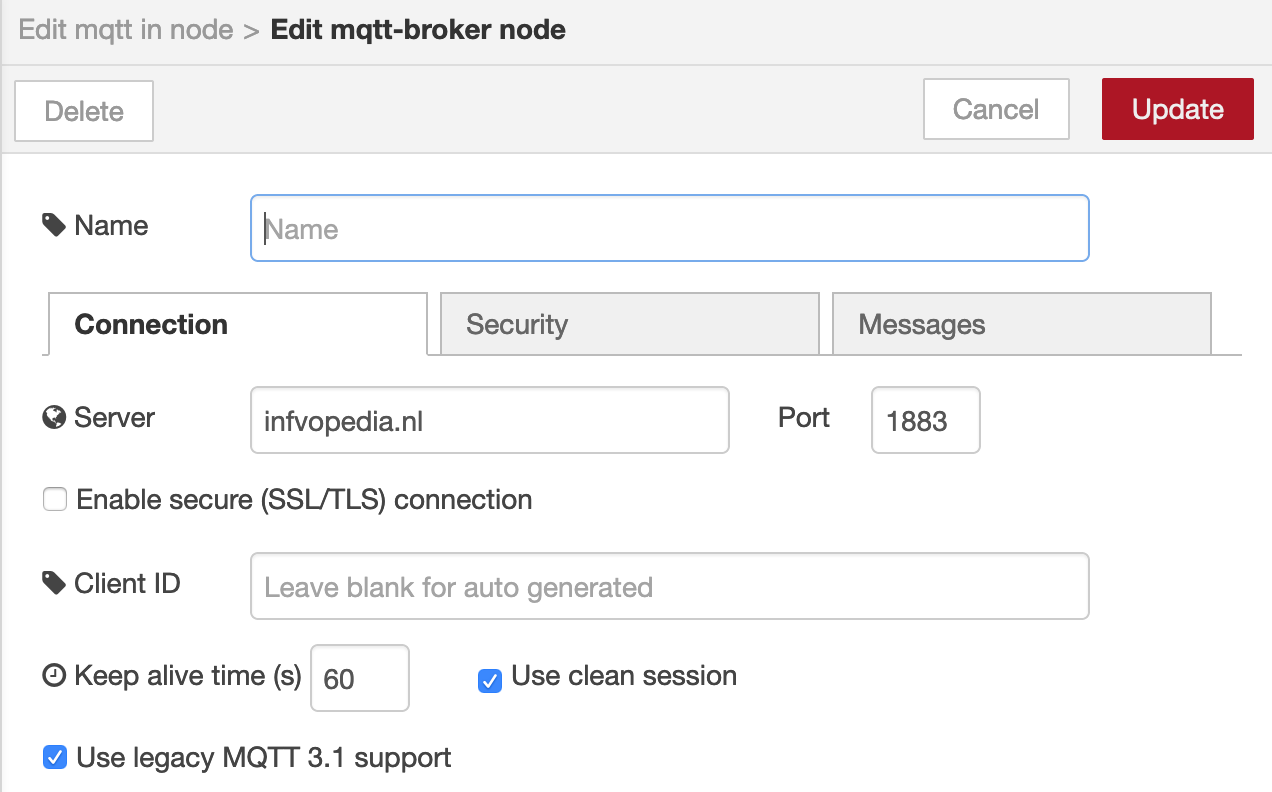 Edit mqtt in node > Edit mqtt-broker node
Delete Cancel Update
Name Name
Connection Security Messages
Server infvopedia.nl Port 1883
Enable secure (SSL/TLS) connection
Client ID Leave blank for auto generated
Keep alive time (s) 60 Use clean session
Use legacy MQTT 3.1 support